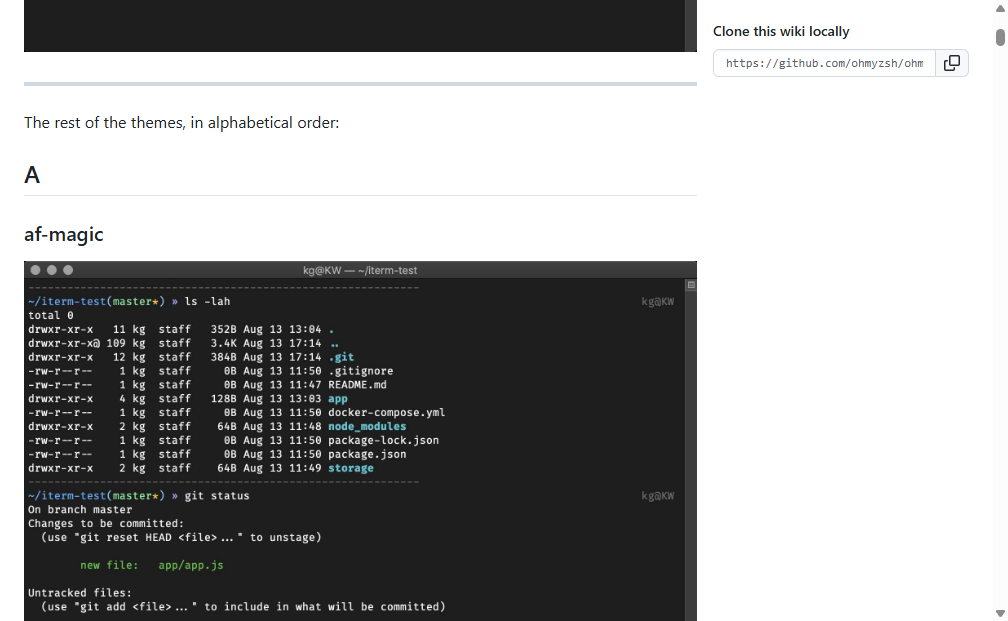 Clone this wiki locally
https://github.com/ohmyzsh/ohm
The rest of the themes, in alphabetical order:
A
af-magic
kg@KW — ~/iterm-test
------------------------------------------------------------
~/iterm-test(master*) » ls -lah kg@KW
total 0
drwxr-xr-x 11 kg staff 352B Aug 13 13:04 .
drwxr-xr-x@ 109 kg staff 3.4K Aug 13 17:14 ..
drwxr-xr-x 12 kg staff 384B Aug 13 17:14 .git
-rw-r--r-- 1 kg staff 0B Aug 13 11:50 .gitignore
-rw-r--r-- 1 kg staff 0B Aug 13 11:47 README.md
drwxr-xr-x 4 kg staff 128B Aug 13 13:03 app
-rw-r--r-- 1 kg staff 0B Aug 13 11:50 docker-compose.yml
drwxr-xr-x 2 kg staff 64B Aug 13 11:48 node_modules
-rw-r--r-- 1 kg staff 0B Aug 13 11:50 package-lock.json
-rw-r--r-- 1 kg staff 0B Aug 13 11:50 package.json
drwxr-xr-x 2 kg staff 64B Aug 13 11:49 storage
------------------------------------------------------------
~/iterm-test(master*) » git status kg@KW
On branch master
Changes to be committed:
(use "git reset HEAD <file>..." to unstage)
new file: app/app.js
Untracked files:
(use "git add <file>..." to include in what will be committed)